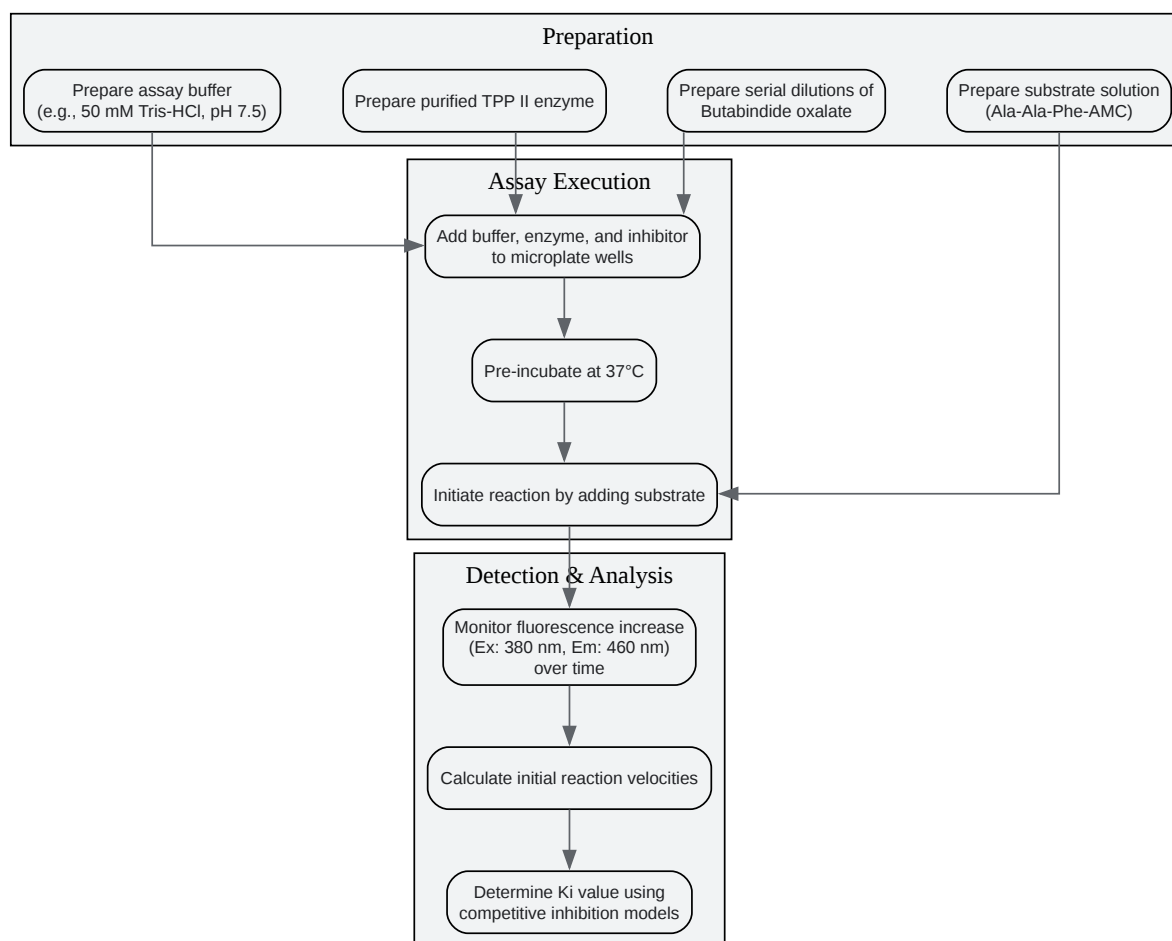 Preparation
Prepare assay buffer
(e.g., 50 mM Tris-HCl, pH 7.5)
Prepare purified TPP II enzyme
Prepare serial dilutions of
Butabindide oxalate
Prepare substrate solution
(Ala-Ala-Phe-AMC)
Assay Execution
Add buffer, enzyme, and inhibitor
to microplate wells
Pre-incubate at 37°C
Initiate reaction by adding substrate
Detection & Analysis
Monitor fluorescence increase
(Ex: 380 nm, Em: 460 nm)
over time
Calculate initial reaction velocities
Determine Ki value using
competitive inhibition models